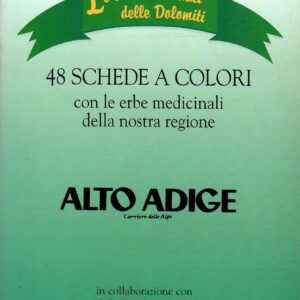 delle Dolomiti
48 SCHEDE A COLORI
con le erbe medicinali
della nostra regione
ALTO ADIGE
Corriere delle Alpi
in collaborazione con